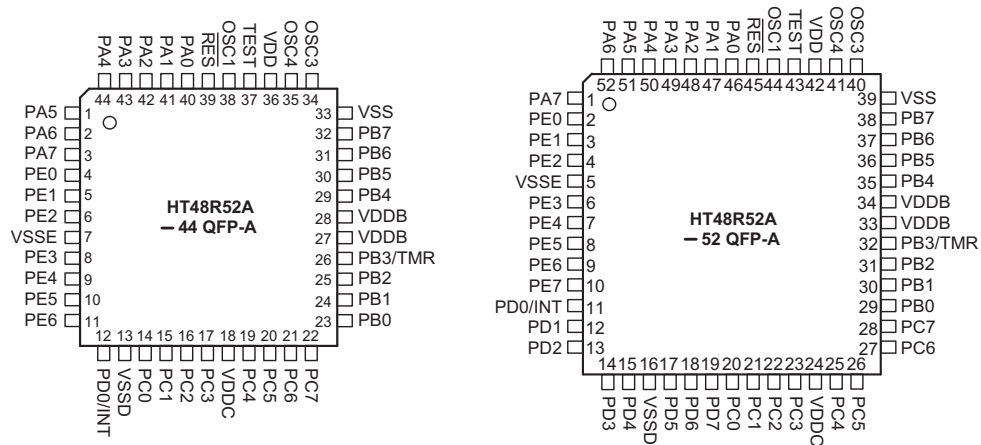 PA4 PA3 PA2 PA1 PA0 RES OSC1 TEST VDD OSC4 OSC3
44 43 42 41 40 39 38 37 36 35 34
PA5 1 33 VSS
PA6 2 32 PB7
PA7 3 31 PB6
PE0 4 30 PB5
PE1 5 29 PB4
PE2 6 28 VDDB
VSSE 7 27 VDDB
PE3 8 26 PB3/TMR
PE4 9 25 PB2
PE5 10 24 PB1
PE6 11 23 PB0
HT48R52A
– 44 QFP-A
12 13 14 15 16 17 18 19 20 21 22
PD0/INT VSSD PC0 PC1 PC2 PC3 VDDC PC4 PC5 PC6 PC7
PA6 PA5 PA4 PA3 PA2 PA1 PA0 RES OSC1 TEST VDD OSC4 OSC3
52 51 50 49 48 47 46 45 44 43 42 41 40
PA7 1 39 VSS
PE0 2 38 PB7
PE1 3 37 PB6
PE2 4 36 PB5
VSSE 5 35 PB4
PE3 6 34 VDDB
PE4 7 33 VDDB
PE5 8 32 PB3/TMR
PE6 9 31 PB2
PE7 10 30 PB1
PD0/INT 11 29 PB0
PD1 12 28 PC7
PD2 13 27 PC6
HT48R52A
– 52 QFP-A
14 15 16 17 18 19 20 21 22 23 24 25 26
PD3 PD4 VSSD PD5 PD6 PD7 PC0 PC1 PC2 PC3 VDDC PC4 PC5